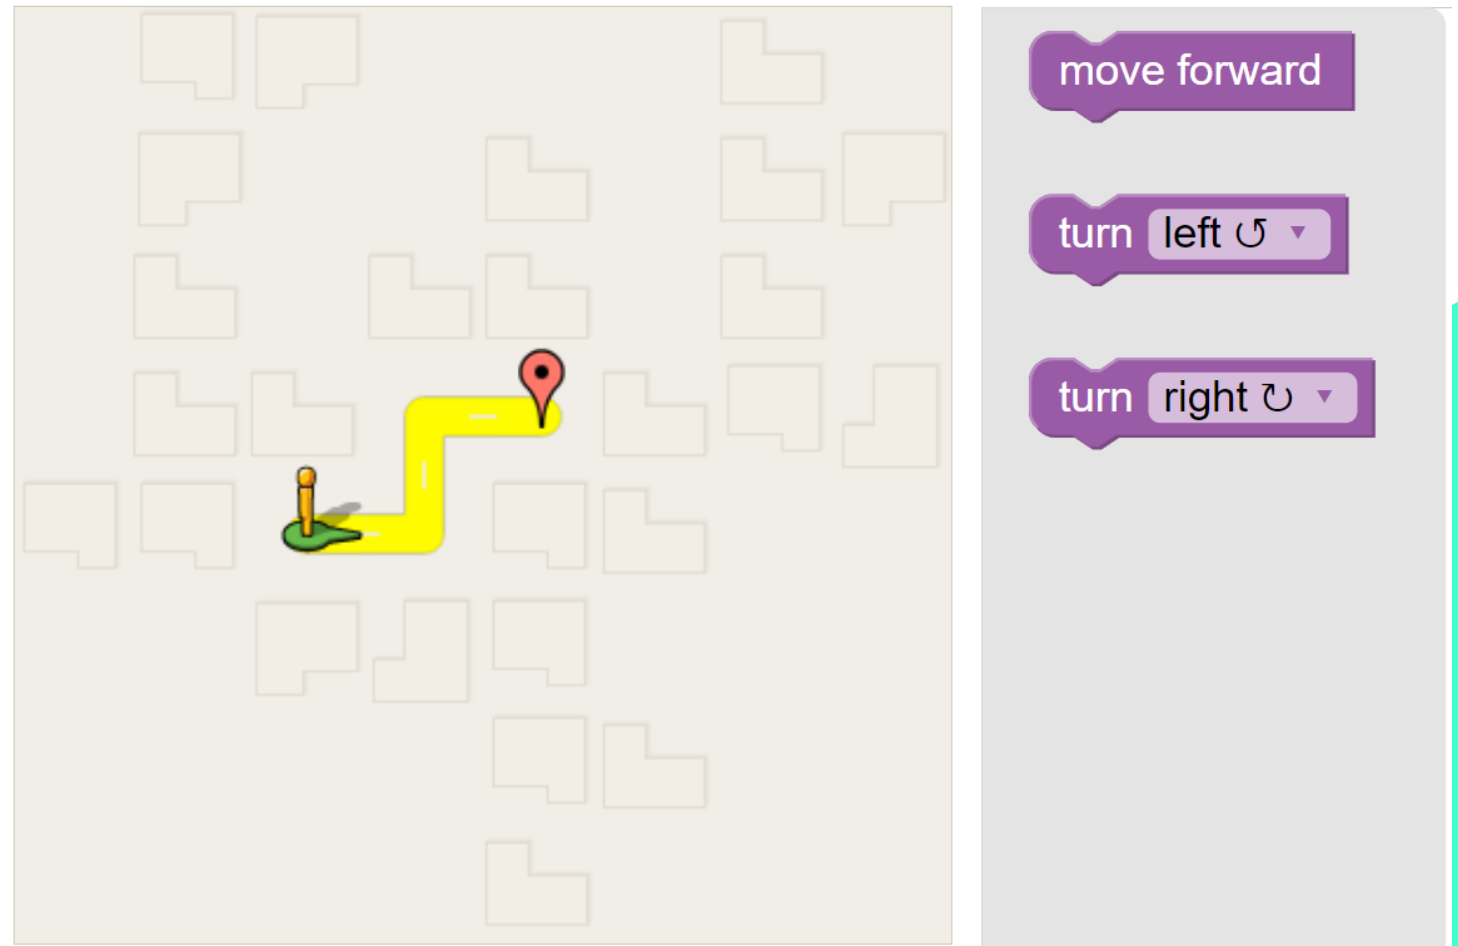 move forward
turn left ↺ ▼
turn right ↻ ▼